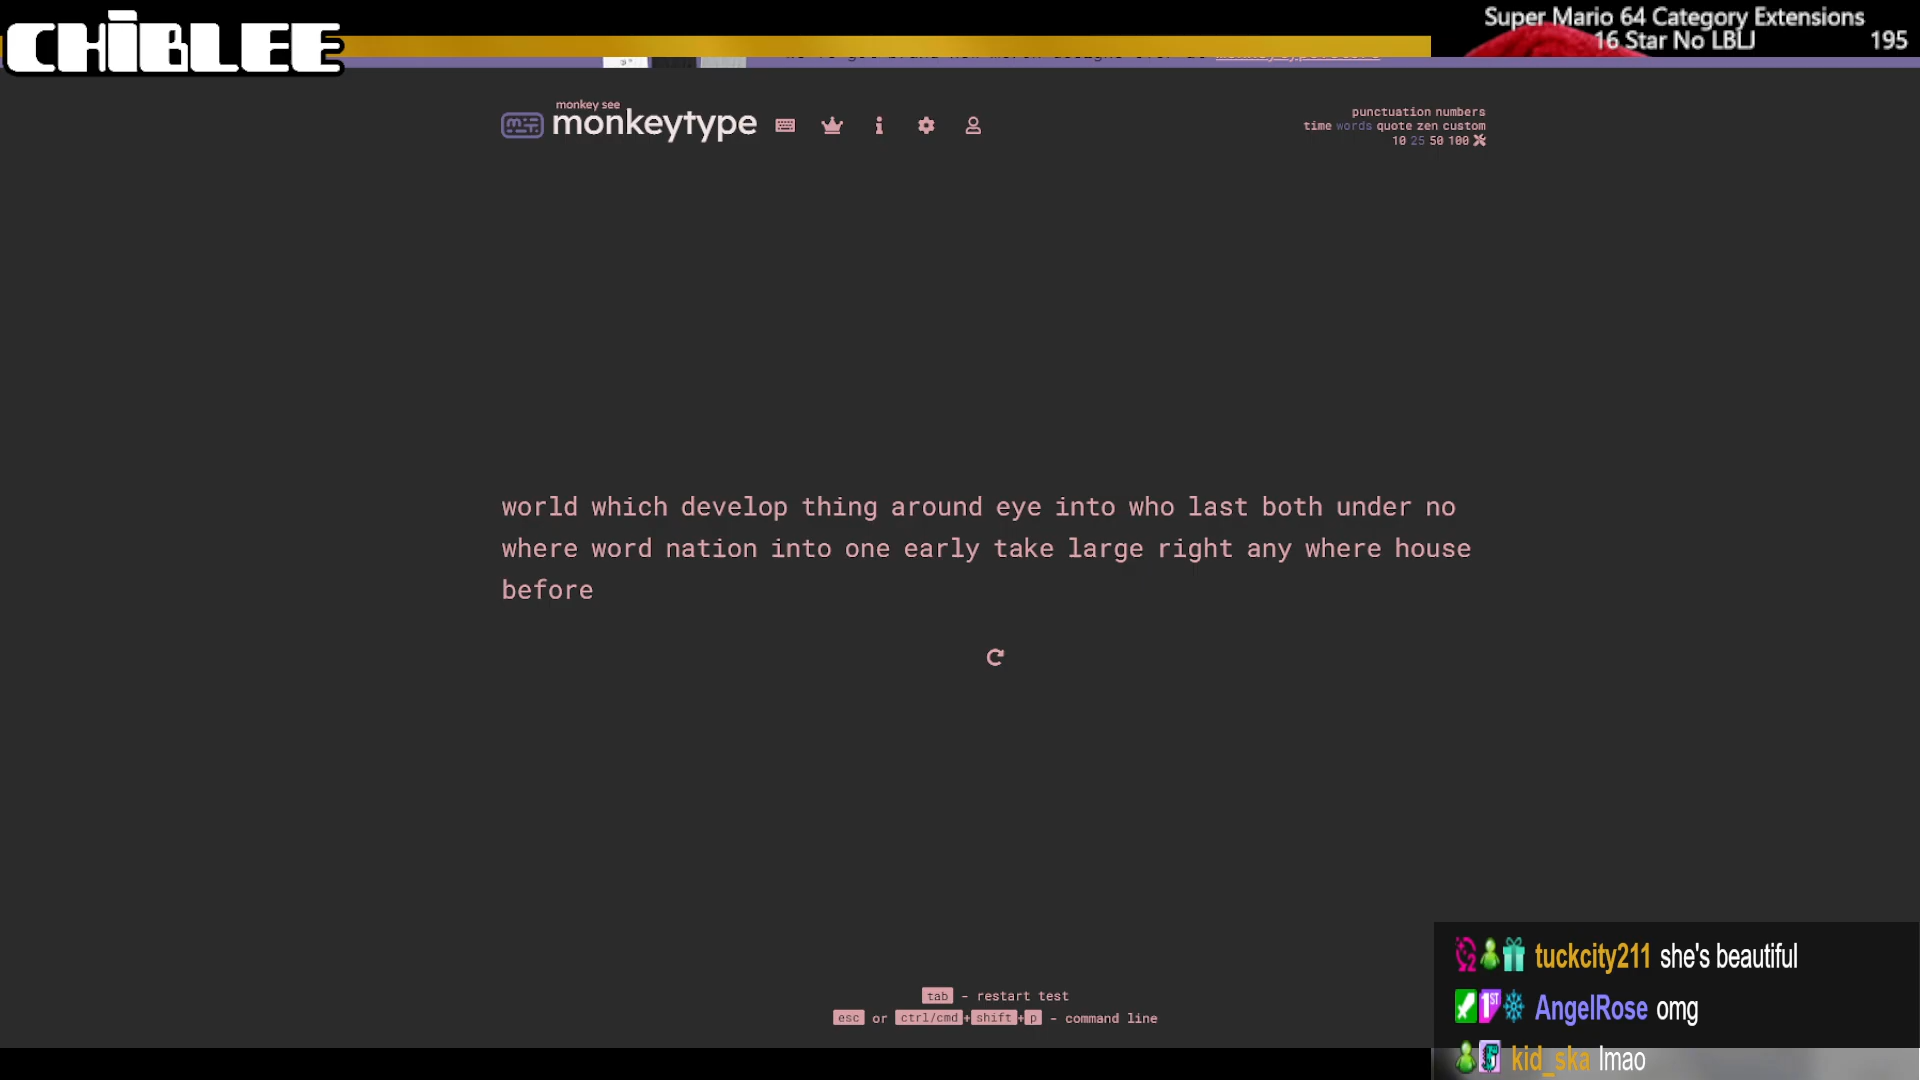 CHIBLEE
Super Mario 64 Category Extensions
16 Star No LBLJ 195
monkey see
monkeytype
punctuation numbers
time words quote zen custom
10 25 50 100
world which develop thing around eye into who last both under no
where word nation into one early take large right any where house
before
tab - restart test
esc or ctrl/cmd+shift+p - command line
tuckcity211 she's beautiful
AngelRose omg
kid_ska lmao